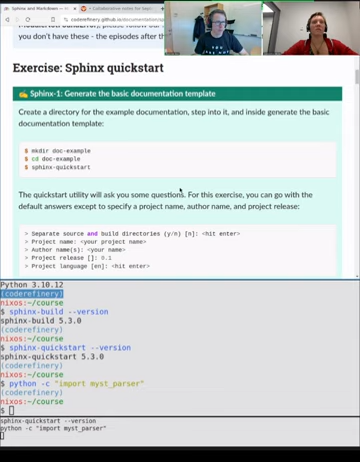 Sphinx and Markdown — co
Collaborative notes for
coderefinery.github.io/documentation/
you don't have these - the episodes after th
Exercise: Sphinx quickstart
Sphinx-1: Generate the basic documentation template
Create a directory for the example documentation, step into it, and inside generate the basic
documentation template:
$ mkdir doc-example
$ cd doc-example
$ sphinx-quickstart
The quickstart utility will ask you some questions. For this exercise, you can go with the
default answers except to specify a project name, author name, and project release:
> Separate source and build directories (y/n) [n]: <hit enter>
> Project name: <your project name>
> Author name(s): <your name>
> Project release []: 0.1
> Project language [en]: <hit enter>
Python 3.10.12
(coderefinery)
nixos:~/course
$ sphinx-build --version
sphinx-build 5.3.0
(coderefinery)
nixos:~/course
$ sphinx-quickstart --version
sphinx-quickstart 5.3.0
(coderefinery)
nixos:~/course
$ python -c "import myst_parser"
(coderefinery)
nixos:~/course
$
sphinx-quickstart --version
python -c "import myst_parser"